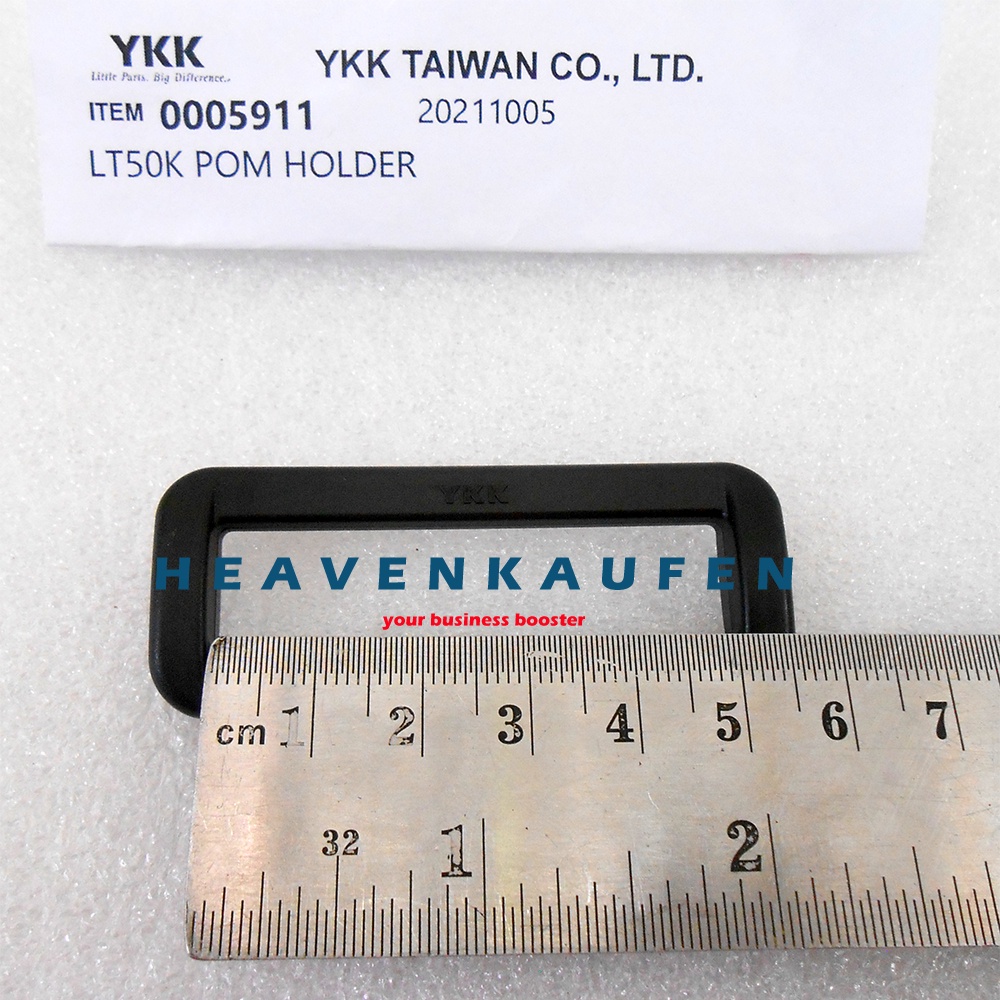 YKK
Little Parts. Big Difference.
YKK TAIWAN CO., LTD.
ITEM 0005911
20211005
LT50K POM HOLDER
YKK
HEAVENKAUFEN
your business booster
cm 1 2 3 4 5 6 7
32 1 2